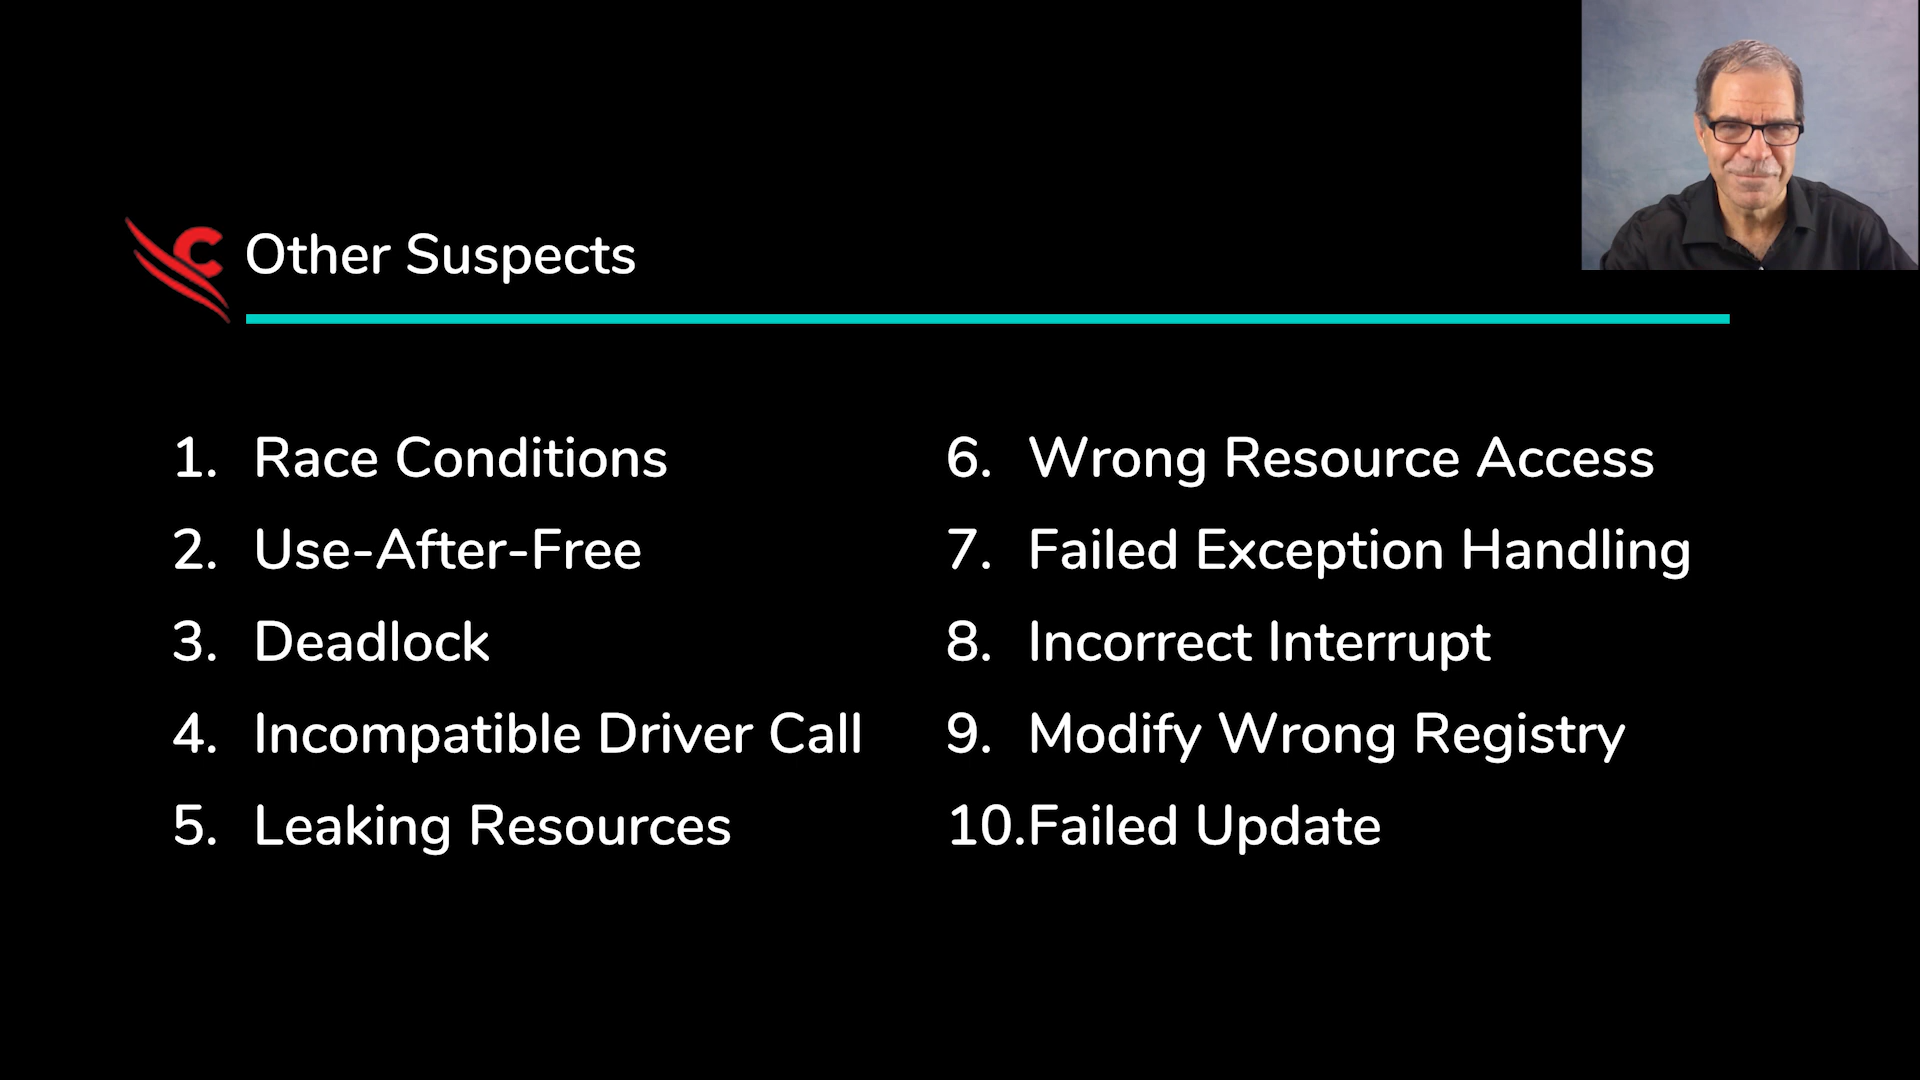 Other Suspects
1. Race Conditions
2. Use-After-Free
3. Deadlock
4. Incompatible Driver Call
5. Leaking Resources
6. Wrong Resource Access
7. Failed Exception Handling
8. Incorrect Interrupt
9. Modify Wrong Registry
10.Failed Update